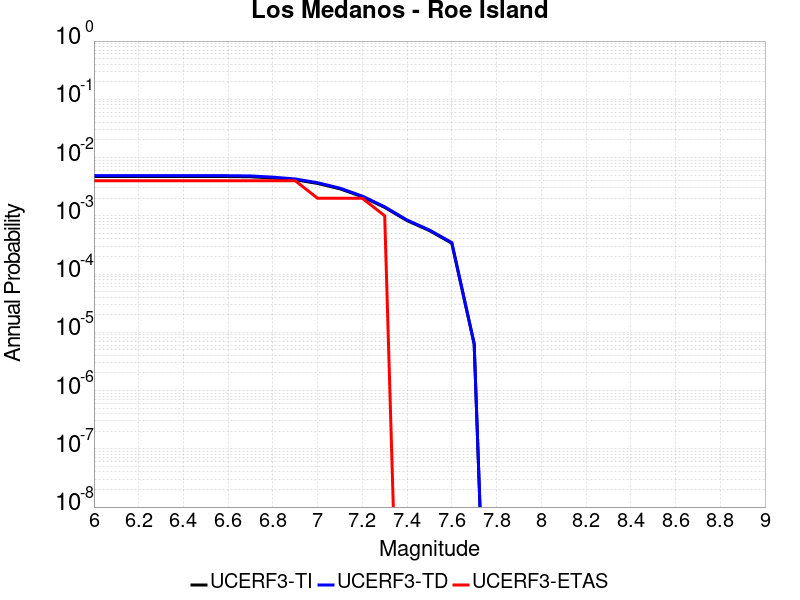 Los Medanos - Roe Island
10^0
10^-1
10^-2
10^-3
10^-4
10^-5
10^-6
10^-7
10^-8
Annual Probability
6 6.2 6.4 6.6 6.8 7 7.2 7.4 7.6 7.8 8 8.2 8.4 8.6 8.8 9
Magnitude
UCERF3-TI UCERF3-TD UCERF3-ETAS